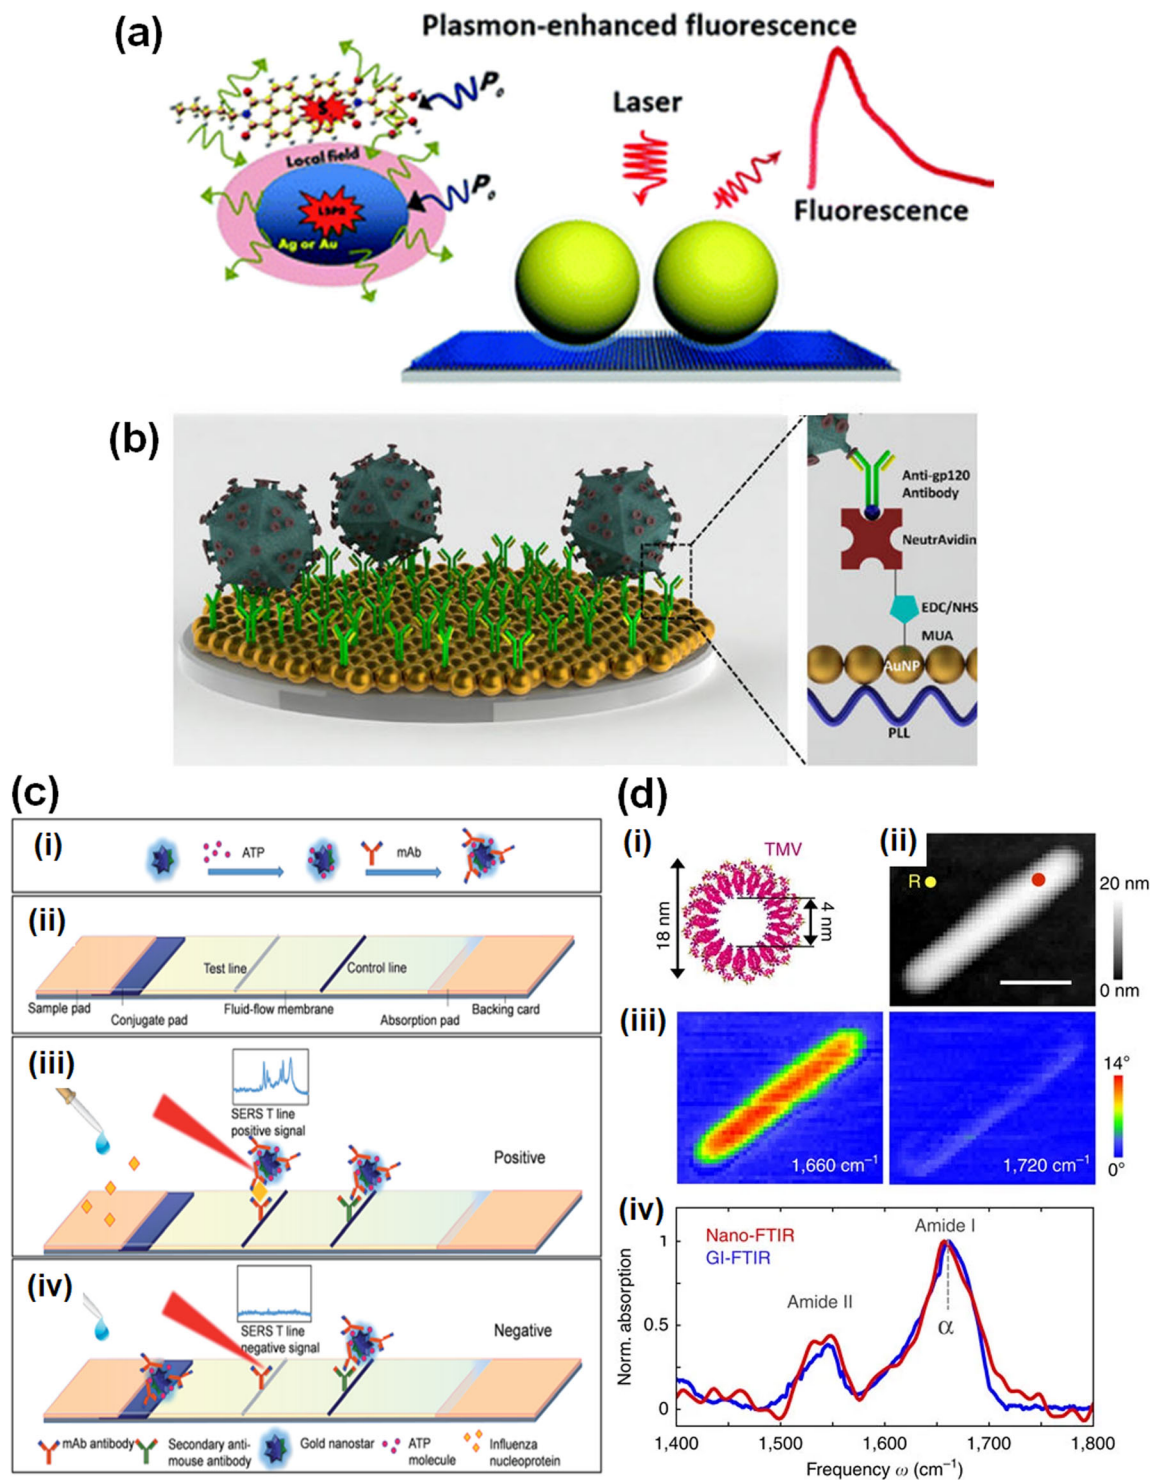 (a)
Plasmon-enhanced fluorescence
P₀
Laser
S
Local field
P₀
LSPR
Ag or Au
Fluorescence
(b)
Anti-gp120
Antibody
NeutrAvidin
EDC/NHS
MUA
AuNP
PLL
(c)
(i)
ATP
mAb
(ii)
Test line
Control line
Sample pad
Conjugate pad
Fluid-flow membrane
Absorption pad
Backing card
(iii)
SERS T line
positive signal
Positive
(iv)
SERS T line
negative signal
Negative
mAb antibody
Secondary anti-
mouse antibody
Gold nanostar
ATP
molecule
Influenza
nucleoprotein
(d)
(i)
TMV
18 nm
4 nm
(ii)
R
20 nm
0 nm
(iii)
1,660 cm⁻¹
1,720 cm⁻¹
14°
0°
(iv)
Nano-FTIR
GI-FTIR
Amide I
Amide II
α
Norm. absorption
1
0.5
0
1,400
1,500
1,600
1,700
1,800
Frequency ω (cm⁻¹)